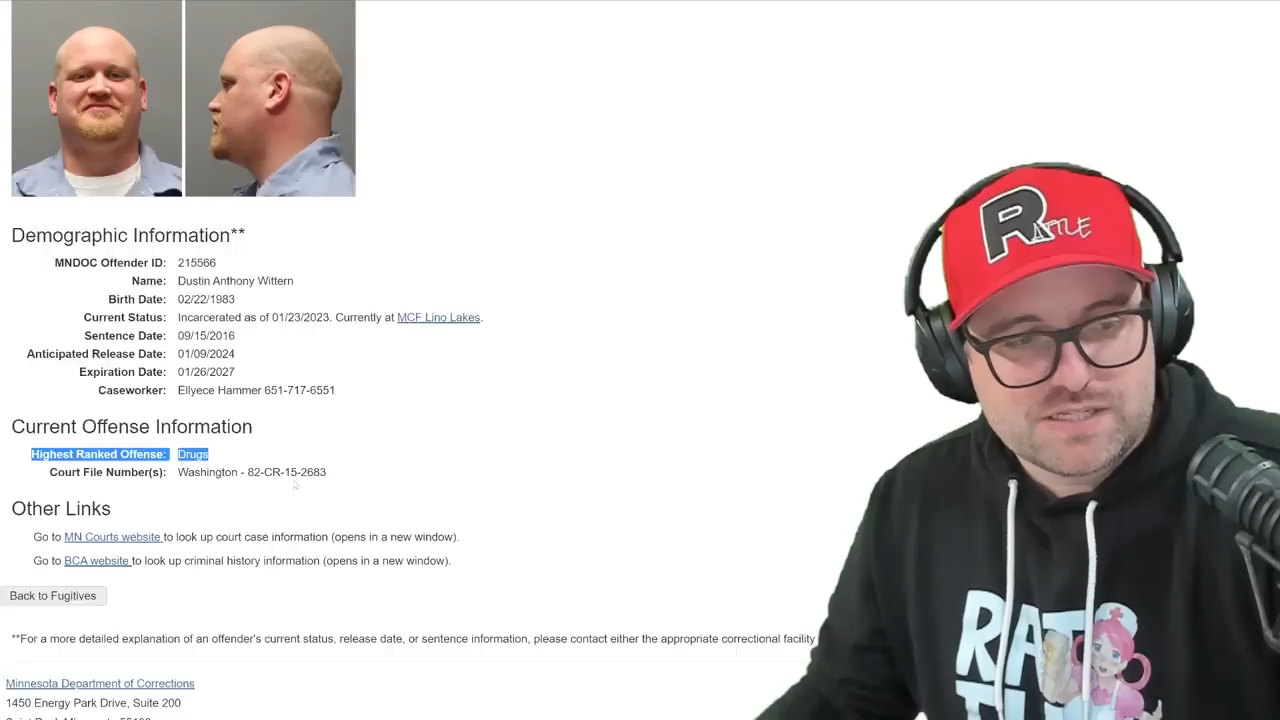 Demographic Information**
MNDOC Offender ID: 215566
Name: Dustin Anthony Wittern
Birth Date: 02/22/1983
Current Status: Incarcerated as of 01/23/2023. Currently at MCF Lino Lakes.
Sentence Date: 09/15/2016
Anticipated Release Date: 01/09/2024
Expiration Date: 01/26/2027
Caseworker: Ellyece Hammer 651-717-6551
Current Offense Information
Highest Ranked Offense: Drugs
Court File Number(s): Washington - 82-CR-15-2683
Other Links
Go to MN Courts website to look up court case information (opens in a new window).
Go to BCA website to look up criminal history information (opens in a new window).
Back to Fugitives
**For a more detailed explanation of an offender's current status, release date, or sentence information, please contact either the appropriate correctional facility
Minnesota Department of Corrections
1450 Energy Park Drive, Suite 200
RATTLE